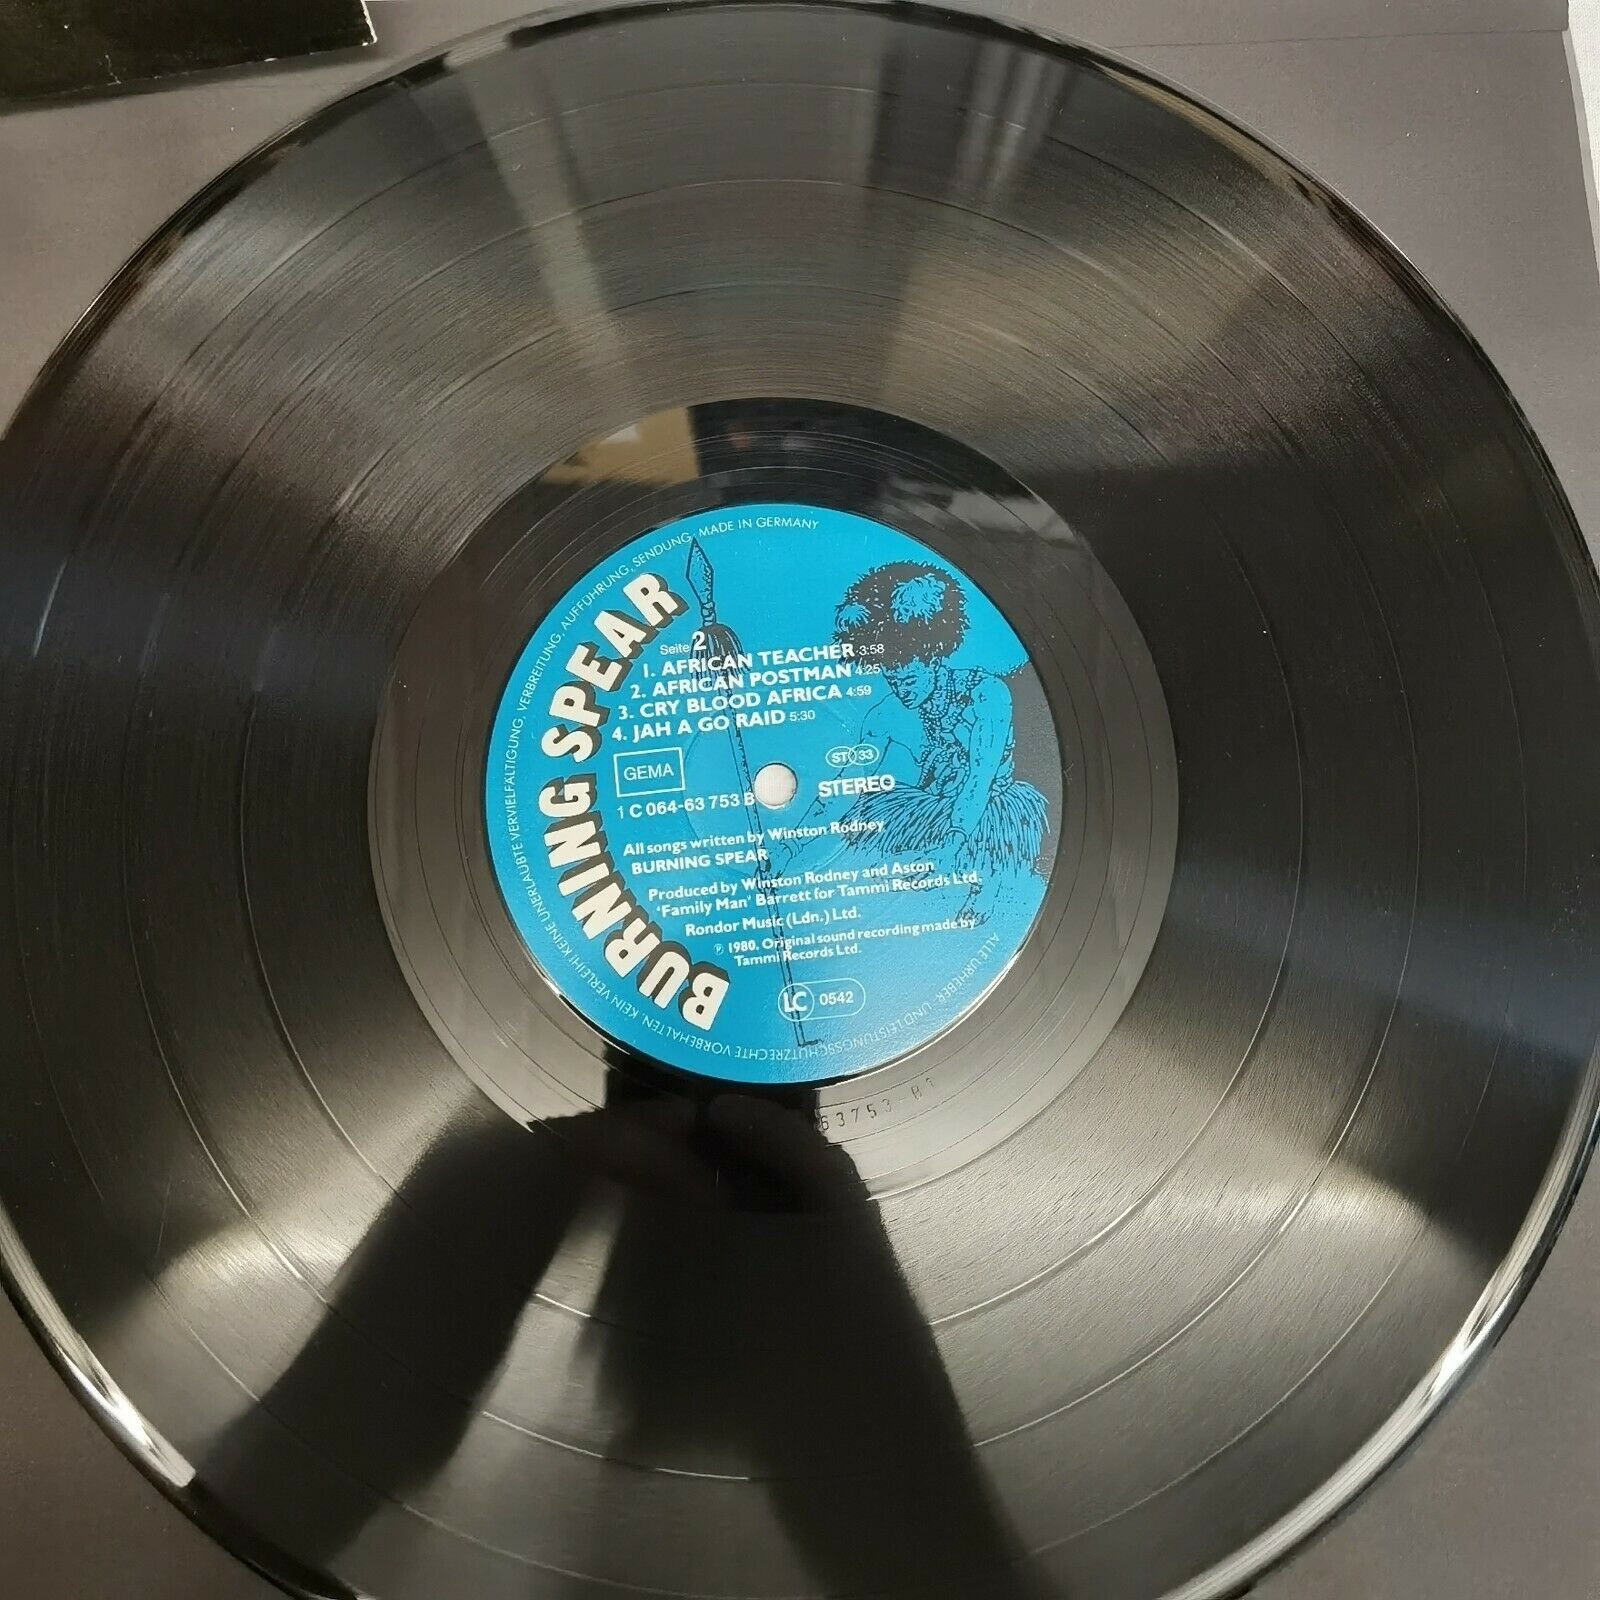 BURNING SPEAR
Seite 2
1. AFRICAN TEACHER 3:58
2. AFRICAN POSTMAN 4:25
3. CRY BLOOD AFRICA 4:59
4. JAH A GO RAID 5:30
GEMA
ST 33
1 C 064-63 753 B
STEREO
All songs written by Winston Rodney
BURNING SPEAR
Produced by Winston Rodney and Aston
'Family Man' Barrett for Tammi Records Ltd.
Rondor Music (Ldn.) Ltd.
℗ 1980. Original sound recording made by
Tammi Records Ltd.
LC 0542
ALLE URHEBER- UND LEISTUNGSSCHUTZRECHTE VORBEHALTEN. KEIN VERLEIH! KEINE UNERLAUBTE VERVIELFÄLTIGUNG, VERBREITUNG, AUFFÜHRUNG, SENDUNG. MADE IN GERMANY
63753-B1